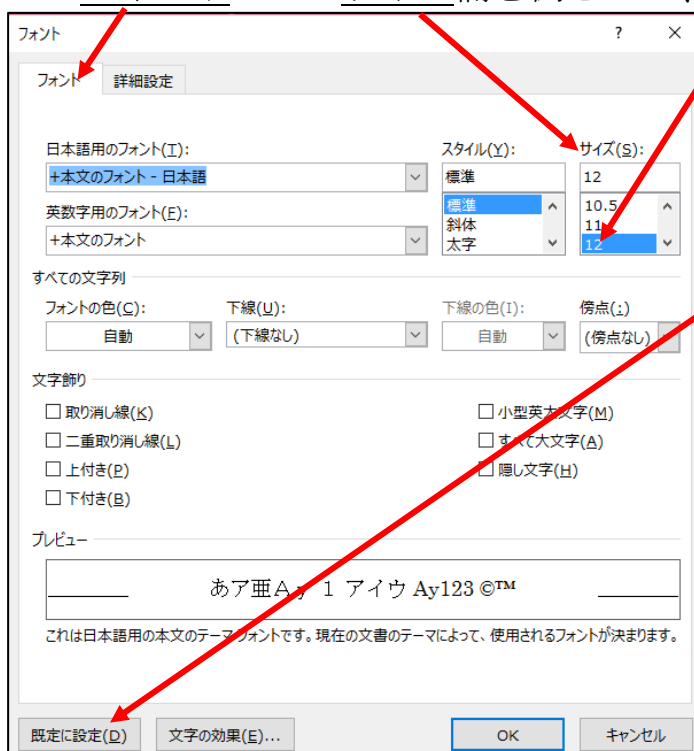 フォント ? ×
フォント 詳細設定
日本語用のフォント(T): スタイル(Y): サイズ(S):
+本文のフォント - 日本語 標準 12
英数字用のフォント(F): 標準 10.5
+本文のフォント 斜体 11
太字 12
すべての文字列
フォントの色(C): 下線(U): 下線の色(I): 傍点(:)
自動 (下線なし) 自動 (傍点なし)
文字飾り
取り消し線(K) 小型英大文字(M)
二重取り消し線(L) すべて大文字(A)
上付き(P) 隠し文字(H)
下付き(B)
プレビュー
あア亜Ay 1 アイウ Ay123 ©™
これは日本語用の本文のテーマ フォントです。現在の文書のテーマによって、使用されるフォントが決まります。
既定に設定(D) 文字の効果(E)... OK キャンセル